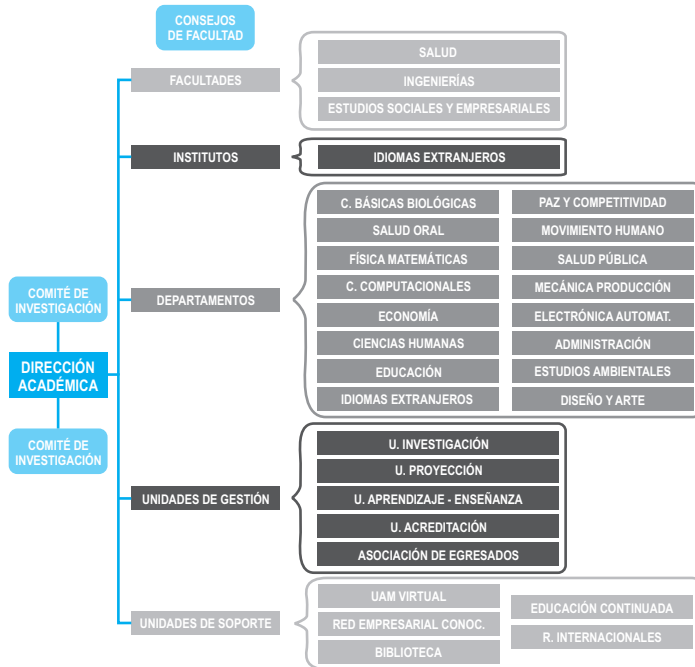 CONSEJOS
DE FACULTAD
FACULTADES
SALUD
INGENIERÍAS
ESTUDIOS SOCIALES Y EMPRESARIALES
INSTITUTOS
IDIOMAS EXTRANJEROS
COMITÉ DE
INVESTIGACIÓN
DIRECCIÓN
ACADÉMICA
COMITÉ DE
INVESTIGACIÓN
DEPARTAMENTOS
C. BÁSICAS BIOLÓGICAS
SALUD ORAL
FÍSICA MATEMÁTICAS
C. COMPUTACIONALES
ECONOMÍA
CIENCIAS HUMANAS
EDUCACIÓN
IDIOMAS EXTRANJEROS
PAZ Y COMPETITIVIDAD
MOVIMIENTO HUMANO
SALUD PÚBLICA
MECÁNICA PRODUCCIÓN
ELECTRÓNICA AUTOMAT.
ADMINISTRACIÓN
ESTUDIOS AMBIENTALES
DISEÑO Y ARTE
UNIDADES DE GESTIÓN
U. INVESTIGACIÓN
U. PROYECCIÓN
U. APRENDIZAJE - ENSEÑANZA
U. ACREDITACIÓN
ASOCIACIÓN DE EGRESADOS
UNIDADES DE SOPORTE
UAM VIRTUAL
RED EMPRESARIAL CONOC.
BIBLIOTECA
EDUCACIÓN CONTINUADA
R. INTERNACIONALES